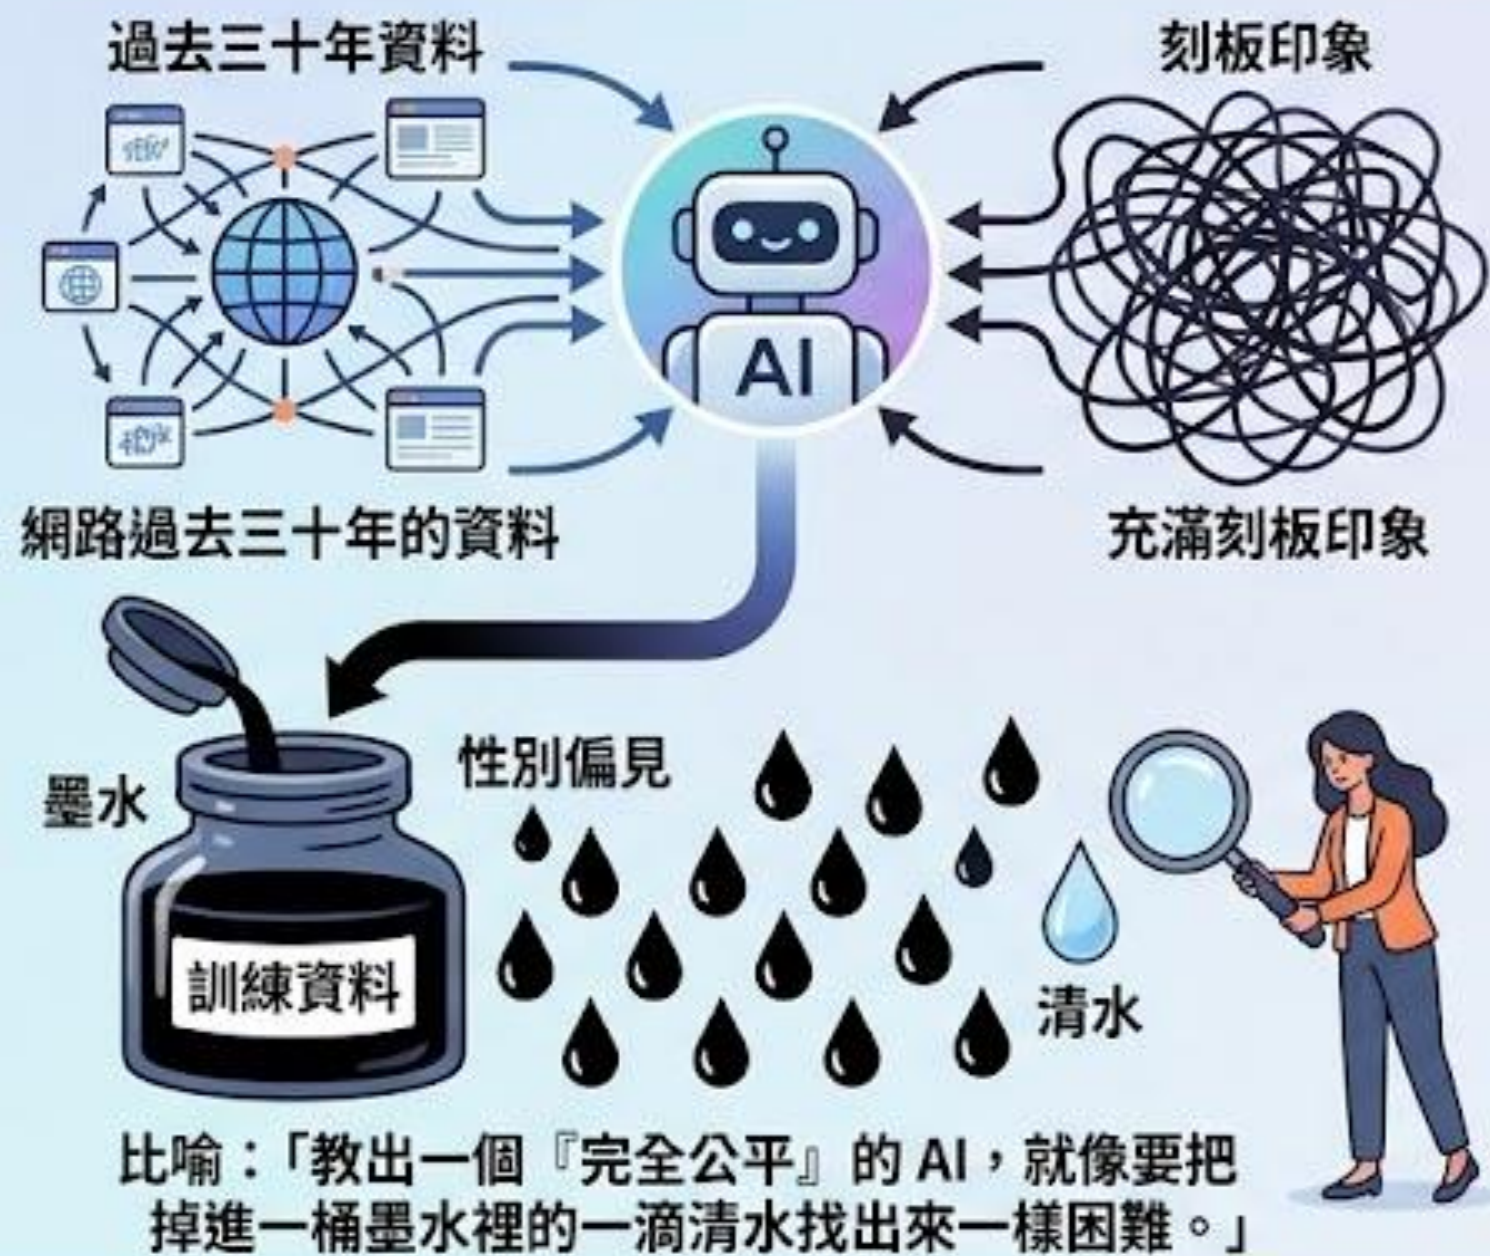 過去三十年資料
刻板印象
AI
網路過去三十年的資料
充滿刻板印象
墨水
性別偏見
訓練資料
清水
比喻：「教出一個『完全公平』的 AI，就像要把
掉進一桶墨水裡的一滴清水找出來一樣困難。」